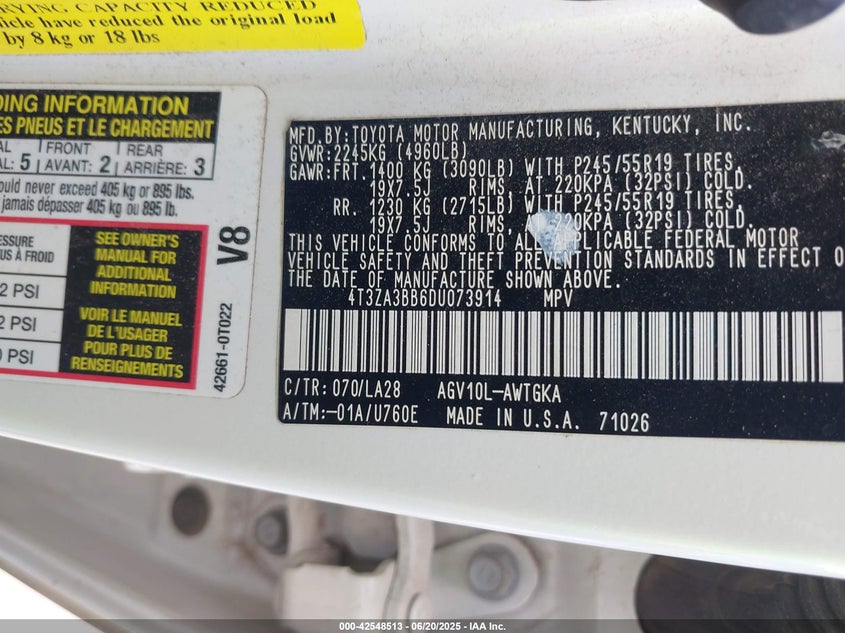 RYING CAPACITY REDUCED
hicle have reduced the original load
by 8 kg or 18 lbs
DING INFORMATION
ES PNEUS ET LE CHARGEMENT
AL
AL: 5
FRONT
AVANT: 2
REAR
ARRIÈRE: 3
ould never exceed 405 kg or 895 lbs.
jamais dépasser 405 kg ou 895 lb.
ESSURE
US À FROID
2 PSI
2 PSI
0 PSI
SEE OWNER'S
MANUAL FOR
ADDITIONAL
INFORMATION
VOIR LE MANUEL
DE L'USAGER
POUR PLUS DE
RENSEIGNEMENTS
V8
42661-0T022
MFD.BY:TOYOTA MOTOR MANUFACTURING, KENTUCKY, INC.
GVWR:2245KG (4960LB)
GAWR:FRT. 1400 KG (3090LB) WITH P245/55R19 TIRES,
19X7.5J RIMS, AT 220KPA (32PSI) COLD.
RR. 1230 KG (2715LB) WITH P245/55R19 TIRES,
19X7.5J RIMS, 20KPA (32PSI) COLD.
THIS VEHICLE CONFORMS TO ALL APPLICABLE FEDERAL MOTOR
VEHICLE SAFETY AND THEFT PREVENTION STANDARDS IN EFFECT O
THE DATE OF MANUFACTURE SHOWN ABOVE.
4T3ZA3BB6DU073914 MPV
C/TR: 070/LA28 AGV10L-AWTGKA
A/TM:-01A/U760E MADE IN U.S.A. 71026
000-42548513 - 06/20/2025 - IAA Inc.